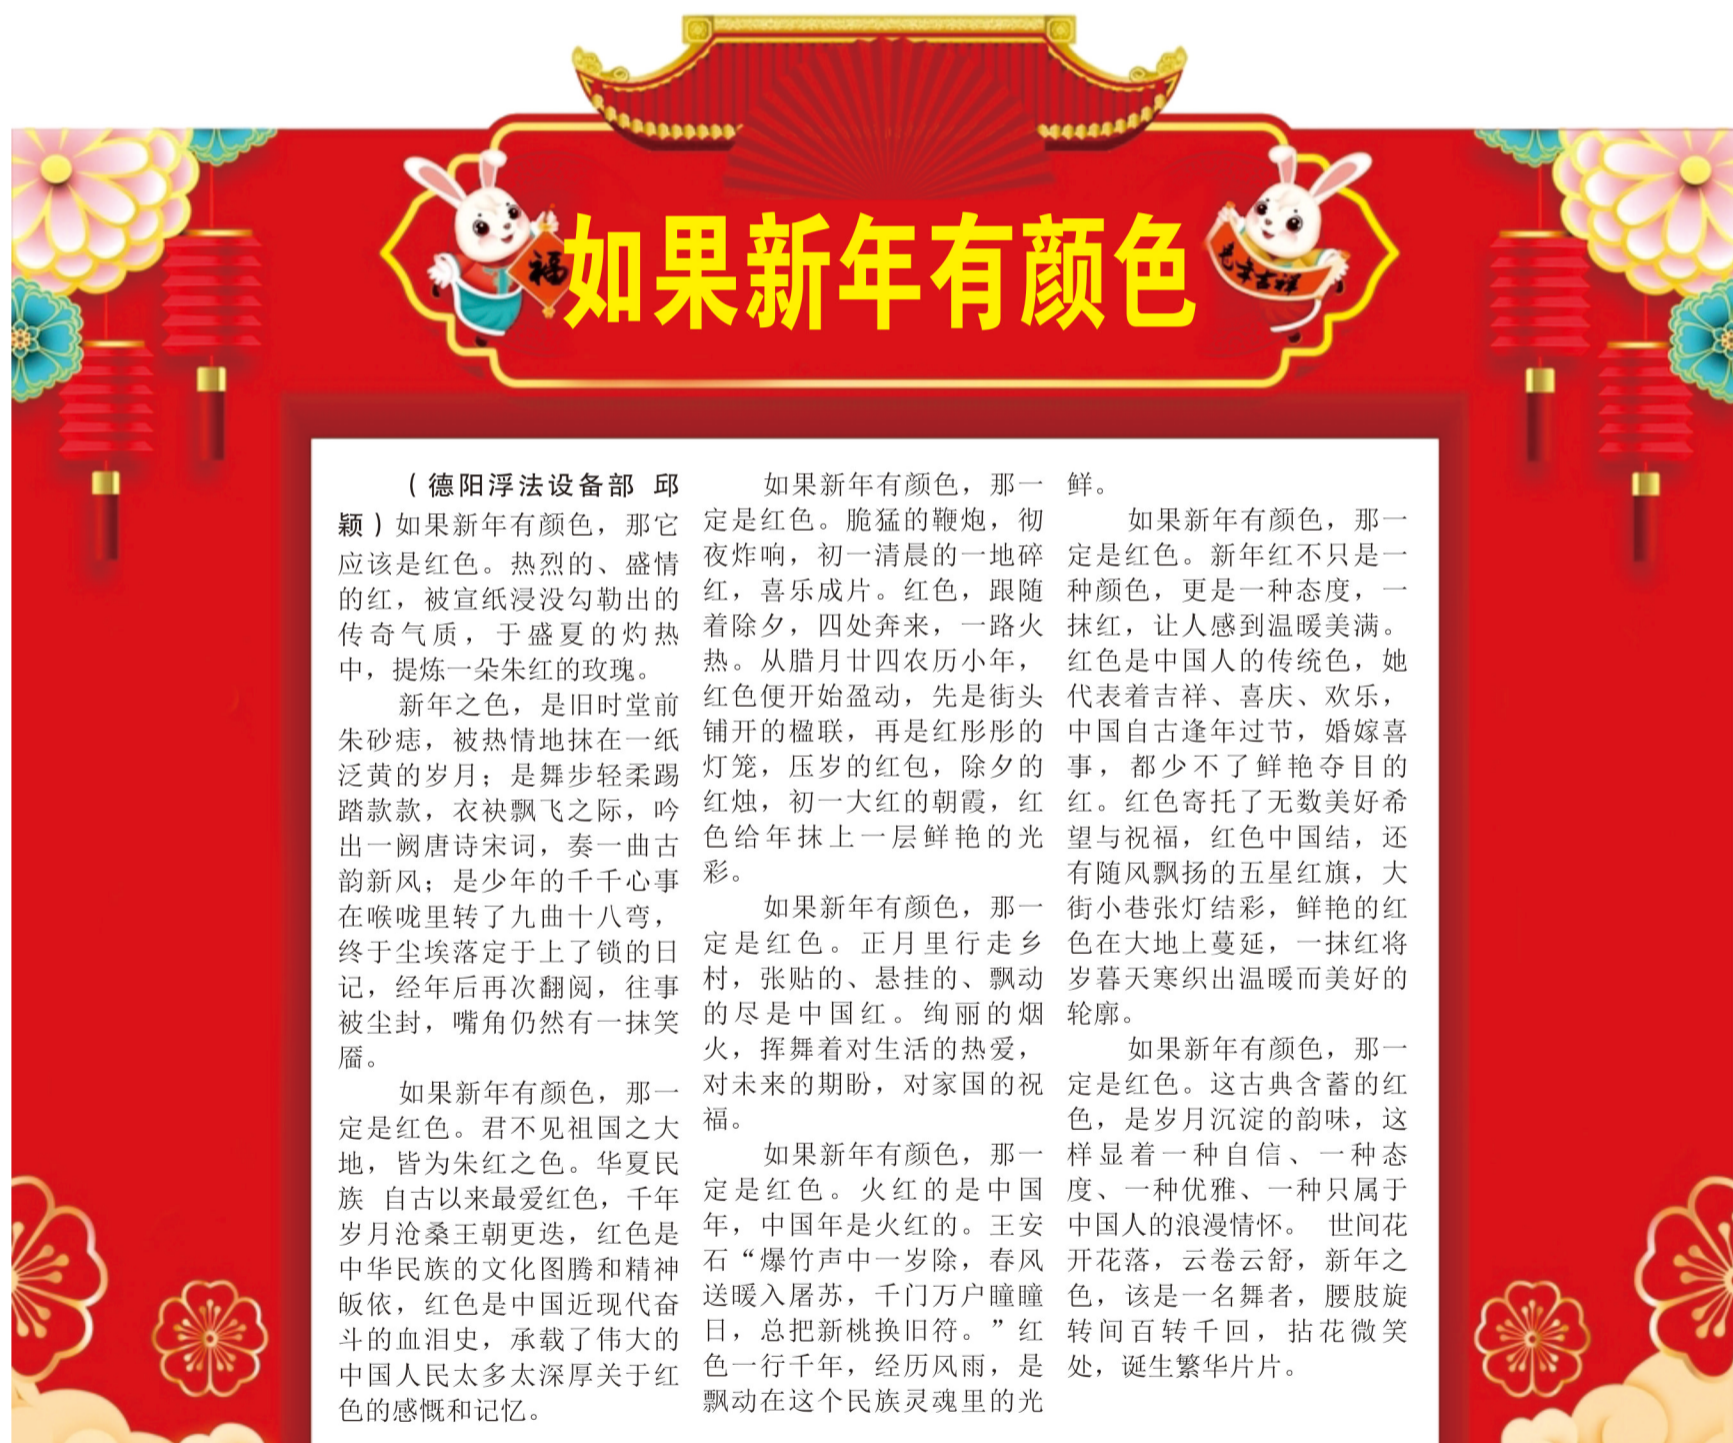 如果新年有颜色
福
兔年吉祥
（德阳浮法设备部 邱
颖）如果新年有颜色，那它
应该是红色。热烈的、盛情
的红，被宣纸浸没勾勒出的
传奇气质，于盛夏的灼热
中，提炼一朵朱红的玫瑰。
新年之色，是旧时堂前
朱砂痣，被热情地抹在一纸
泛黄的岁月；是舞步轻柔踢
踏款款，衣袂飘飞之际，吟
出一阙唐诗宋词，奏一曲古
韵新风；是少年的千千心事
在喉咙里转了九曲十八弯，
终于尘埃落定于上了锁的日
记，经年后再次翻阅，往事
被尘封，嘴角仍然有一抹笑
靥。
如果新年有颜色，那一
定是红色。君不见祖国之大
地，皆为朱红之色。华夏民
族 自古以来最爱红色，千年
岁月沧桑王朝更迭，红色是
中华民族的文化图腾和精神
皈依，红色是中国近现代奋
斗的血泪史，承载了伟大的
中国人民太多太深厚关于红
色的感慨和记忆。
如果新年有颜色，那一
定是红色。脆猛的鞭炮，彻
夜炸响，初一清晨的一地碎
红，喜乐成片。红色，跟随
着除夕，四处奔来，一路火
热。从腊月廿四农历小年，
红色便开始盈动，先是街头
铺开的楹联，再是红彤彤的
灯笼，压岁的红包，除夕的
红烛，初一大红的朝霞，红
色给年抹上一层鲜艳的光
彩。
如果新年有颜色，那一
定是红色。正月里行走乡
村，张贴的、悬挂的、飘动
的尽是中国红。绚丽的烟
火，挥舞着对生活的热爱，
对未来的期盼，对家国的祝
福。
如果新年有颜色，那一
定是红色。火红的是中国
年，中国年是火红的。王安
石“爆竹声中一岁除，春风
送暖入屠苏，千门万户瞳瞳
日，总把新桃换旧符。”红
色一行千年，经历风雨，是
飘动在这个民族灵魂里的光
鲜。
如果新年有颜色，那一
定是红色。新年红不只是一
种颜色，更是一种态度，一
抹红，让人感到温暖美满。
红色是中国人的传统色，她
代表着吉祥、喜庆、欢乐，
中国自古逢年过节，婚嫁喜
事，都少不了鲜艳夺目的
红。红色寄托了无数美好希
望与祝福，红色中国结，还
有随风飘扬的五星红旗，大
街小巷张灯结彩，鲜艳的红
色在大地上蔓延，一抹红将
岁暮天寒织出温暖而美好的
轮廓。
如果新年有颜色，那一
定是红色。这古典含蓄的红
色，是岁月沉淀的韵味，这
样显着一种自信、一种态
度、一种优雅、一种只属于
中国人的浪漫情怀。 世间花
开花落，云卷云舒，新年之
色，该是一名舞者，腰肢旋
转间百转千回，拈花微笑
处，诞生繁华片片。